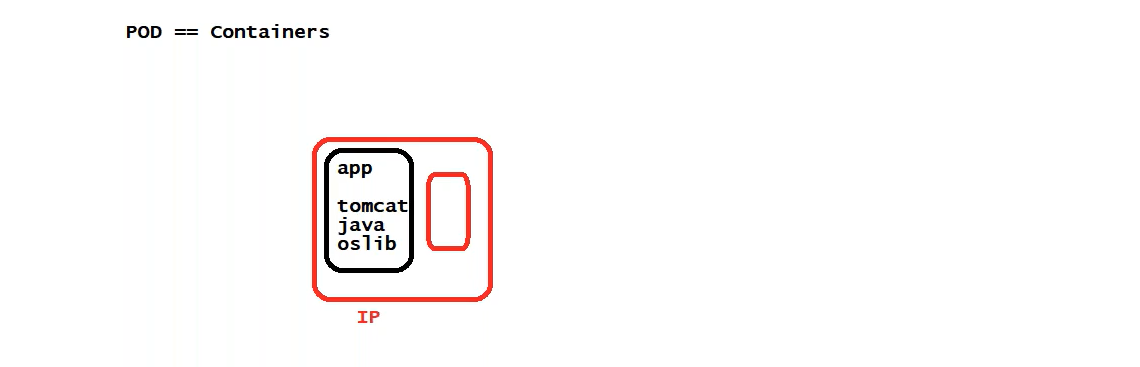 POD == Containers
app
tomcat
java
oslib
IP